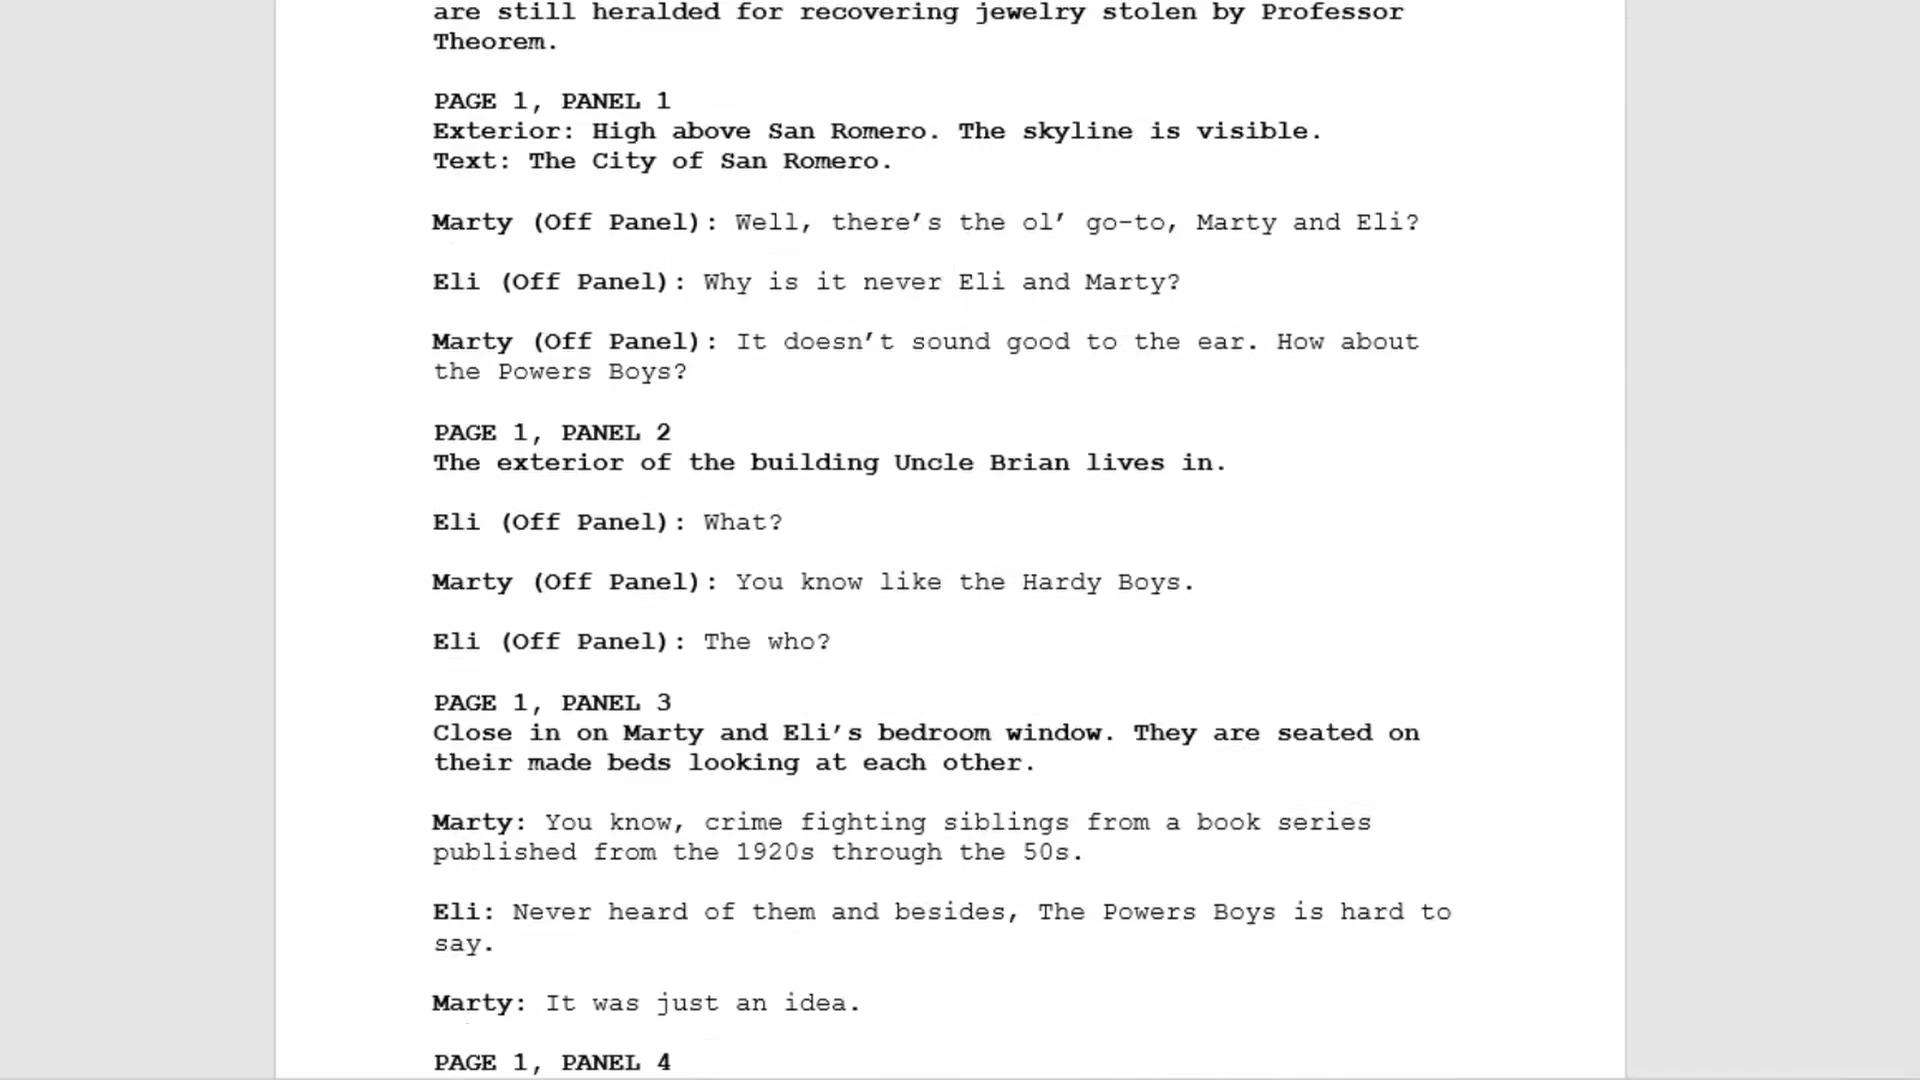 are still heralded for recovering jewelry stolen by Professor
Theorem.
PAGE 1, PANEL 1
Exterior: High above San Romero. The skyline is visible.
Text: The City of San Romero.
Marty (Off Panel): Well, there’s the ol’ go-to, Marty and Eli?
Eli (Off Panel): Why is it never Eli and Marty?
Marty (Off Panel): It doesn’t sound good to the ear. How about
the Powers Boys?
PAGE 1, PANEL 2
The exterior of the building Uncle Brian lives in.
Eli (Off Panel): What?
Marty (Off Panel): You know like the Hardy Boys.
Eli (Off Panel): The who?
PAGE 1, PANEL 3
Close in on Marty and Eli’s bedroom window. They are seated on
their made beds looking at each other.
Marty: You know, crime fighting siblings from a book series
published from the 1920s through the 50s.
Eli: Never heard of them and besides, The Powers Boys is hard to
say.
Marty: It was just an idea.
PAGE 1, PANEL 4